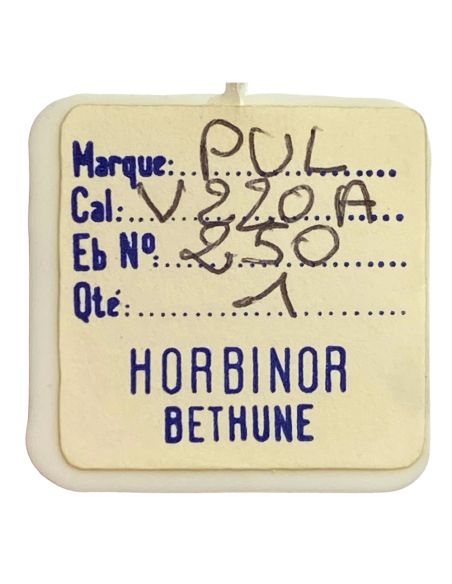 Marque: PUL
Cal: V220A
Eb Nº: 250
Qté: 1
HORBINOR
BETHUNE